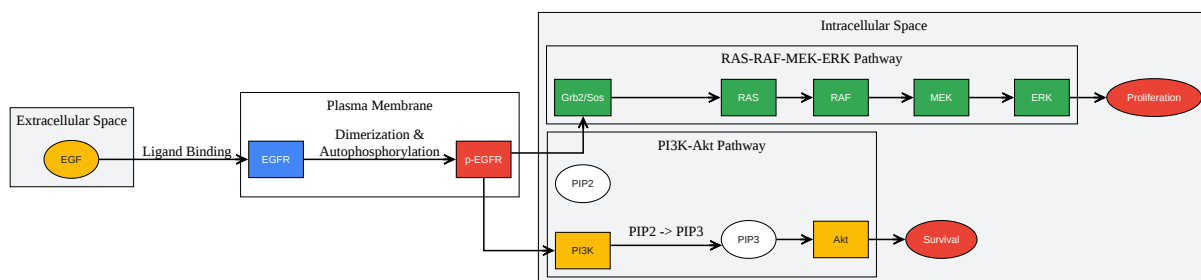 Intracellular Space
RAS-RAF-MEK-ERK Pathway
Grb2/Sos
RAS
RAF
MEK
ERK
Proliferation
Plasma Membrane
Extracellular Space
EGF
Ligand Binding
EGFR
Dimerization &
Autophosphorylation
p-EGFR
PI3K-Akt Pathway
PIP2
PI3K
PIP2 -> PIP3
PIP3
Akt
Survival